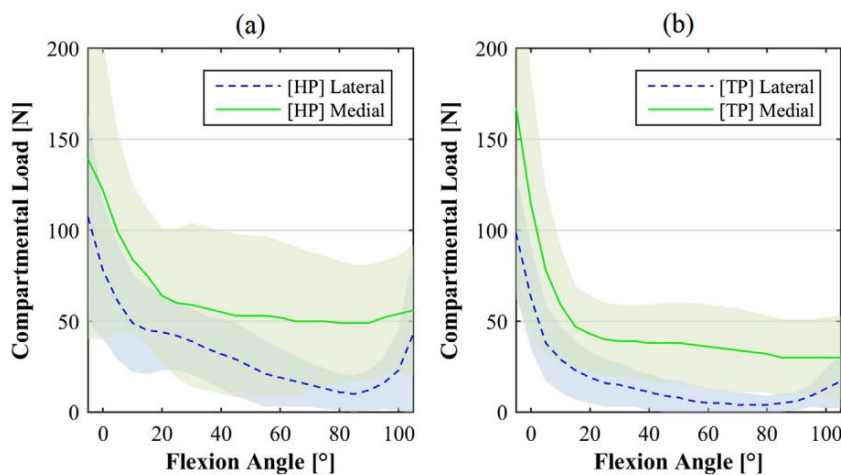 (a)
200
150
100
50
0
Compartmental Load [N]
[HP] Lateral
[HP] Medial
0 20 40 60 80 100
Flexion Angle [°]
(b)
200
150
100
50
0
Compartmental Load [N]
[TP] Lateral
[TP] Medial
0 20 40 60 80 100
Flexion Angle [°]